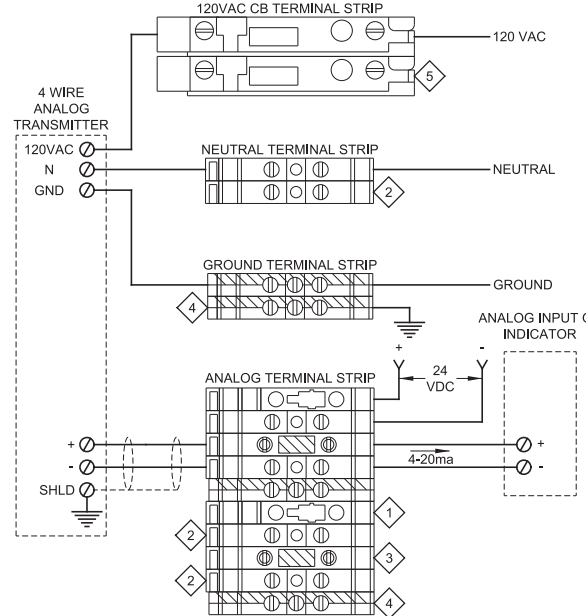 120VAC CB TERMINAL STRIP
120 VAC
5
4 WIRE
ANALOG
TRANSMITTER
120VAC
N
GND
NEUTRAL TERMINAL STRIP
NEUTRAL
2
GROUND TERMINAL STRIP
GROUND
4
ANALOG INPUT
INDICATOR
+
-
24
VDC
ANALOG TERMINAL STRIP
+
-
SHLD
4-20ma
+
-
1
2
3
2
4